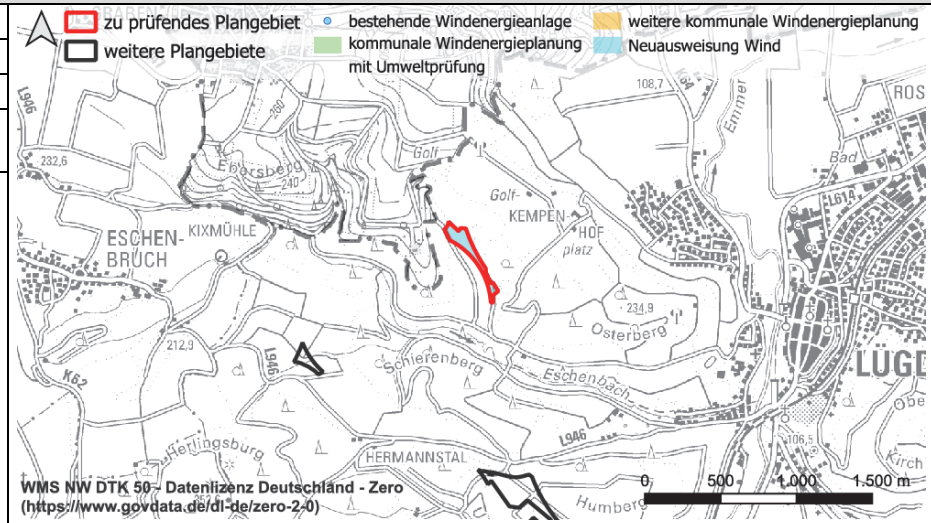 zu prüfendes Plangebiet
weitere Plangebiete
bestehende Windenergieanlage
kommunale Windenergieplanung
mit Umweltprüfung
weitere kommunale Windenergieplanung
Neuausweisung Wind
L946
260
108,7
K64
Emmer
ROS
232,6
Ebersberg
240
Golf
Bad
L614
Golf-
KEMPEN-
HOF
platz
ESCHEN-
BRUCH
KIXMÜHLE
234,9
Osterberg
212,9
L946
Schierenberg
Eschenbach
LÜGD
K62
Obe
L946
106,5
Herlingsburg
HERMANNSTAL
Kirch
Humberg
WMS NW DTK 50 - Datenlizenz Deutschland - Zero
(https://www.govdata.de/dl-de/zero-2-0)
0 500 1.000 1.500 m